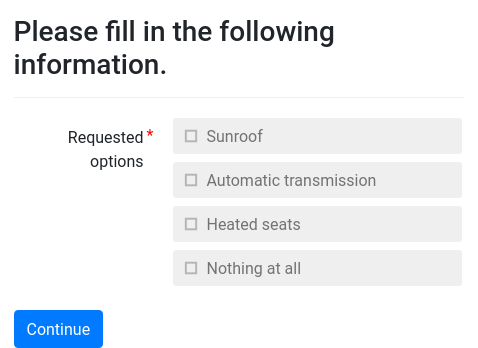 Please fill in the following
information.
Requested *
options
Sunroof
Automatic transmission
Heated seats
Nothing at all
Continue